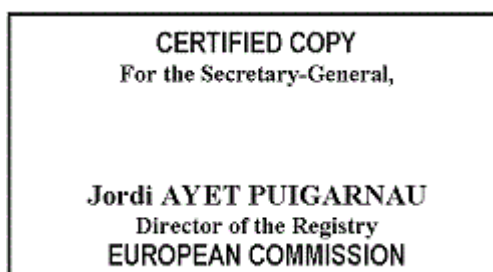 CERTIFIED COPY
For the Secretary-General,
Jordi AYET PUIGARNAU
Director of the Registry
EUROPEAN COMMISSION